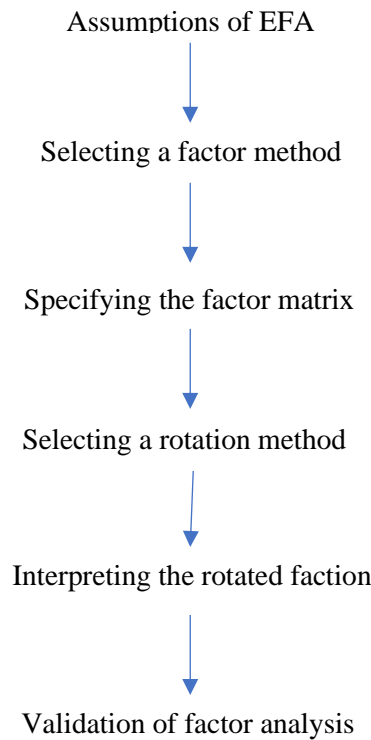 Assumptions of EFA
Selecting a factor method
Specifying the factor matrix
Selecting a rotation method
Interpreting the rotated faction
Validation of factor analysis